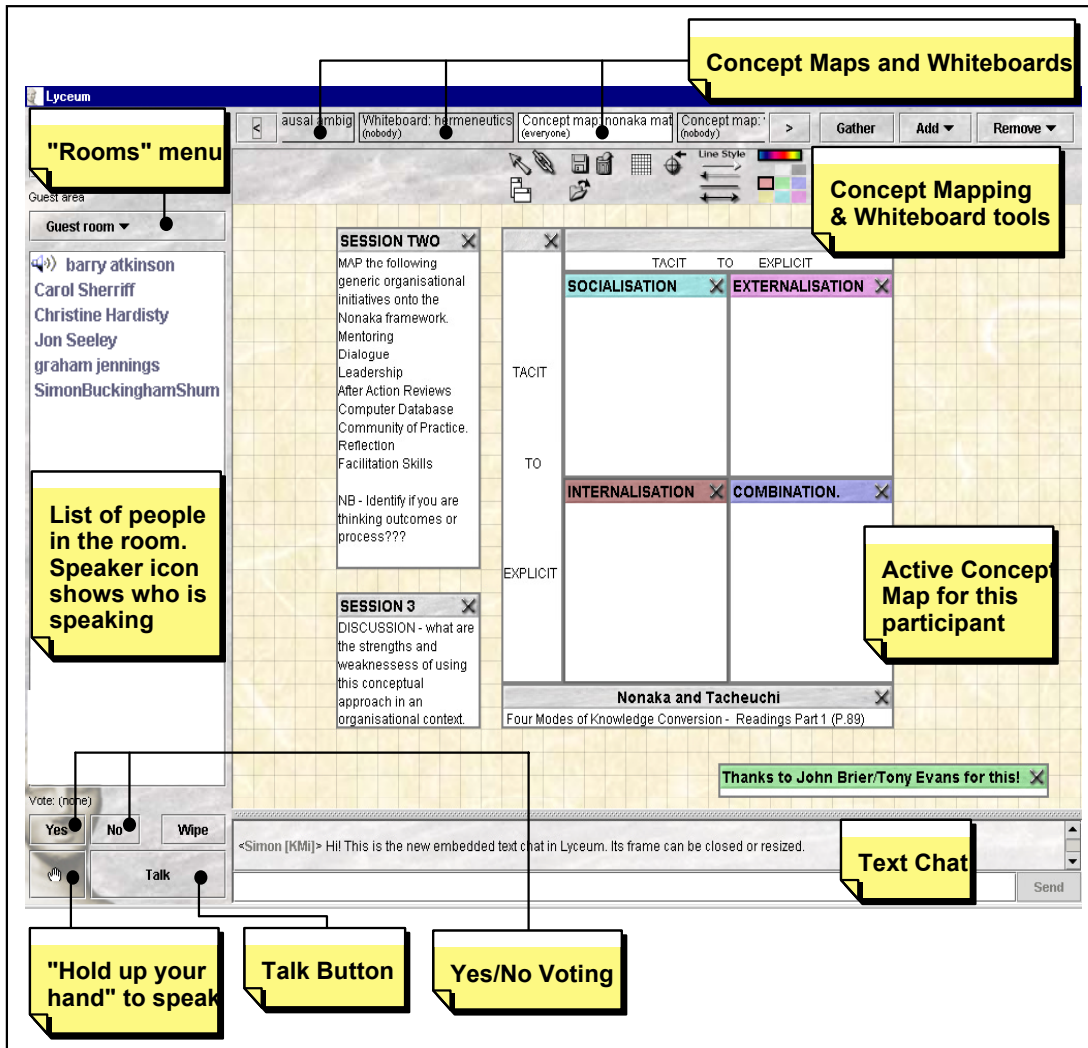 Concept Maps and Whiteboards
Lyceum
"Rooms" menu
<
ausal ambig
Whiteboard: hermeneutics
(nobody)
Concept map: nonaka mat
(everyone)
Concept map:
(nobody)
>
Gather
Add
Remove
Line Style
Concept Mapping
& Whiteboard tools
Guest area
Guest room
barry atkinson
Carol Sherriff
Christine Hardisty
Jon Seeley
graham jennings
SimonBuckinghamShum
List of people
in the room.
Speaker icon
shows who is
speaking
SESSION TWO
MAP the following
generic organisational
initiatives onto the
Nonaka framework.
Mentoring
Dialogue
Leadership
After Action Reviews
Computer Database
Community of Practice.
Reflection
Facilitation Skills
NB - Identify if you are
thinking outcomes or
process???
SESSION 3
DISCUSSION - what are
the strengths and
weaknessess of using
this conceptual
approach in an
organisational context.
TACIT
TO
EXPLICIT
TACIT TO EXPLICIT
SOCIALISATION
EXTERNALISATION
INTERNALISATION
COMBINATION.
Nonaka and Tacheuchi
Four Modes of Knowledge Conversion - Readings Part 1 (P.89)
Active Concept
Map for this
participant
Thanks to John Brier/Tony Evans for this!
Vote: (none)
Yes
No
Wipe
Talk
<Simon [KMi]> Hi! This is the new embedded text chat in Lyceum. Its frame can be closed or resized.
Text Chat
Send
"Hold up your
hand" to speak
Talk Button
Yes/No Voting